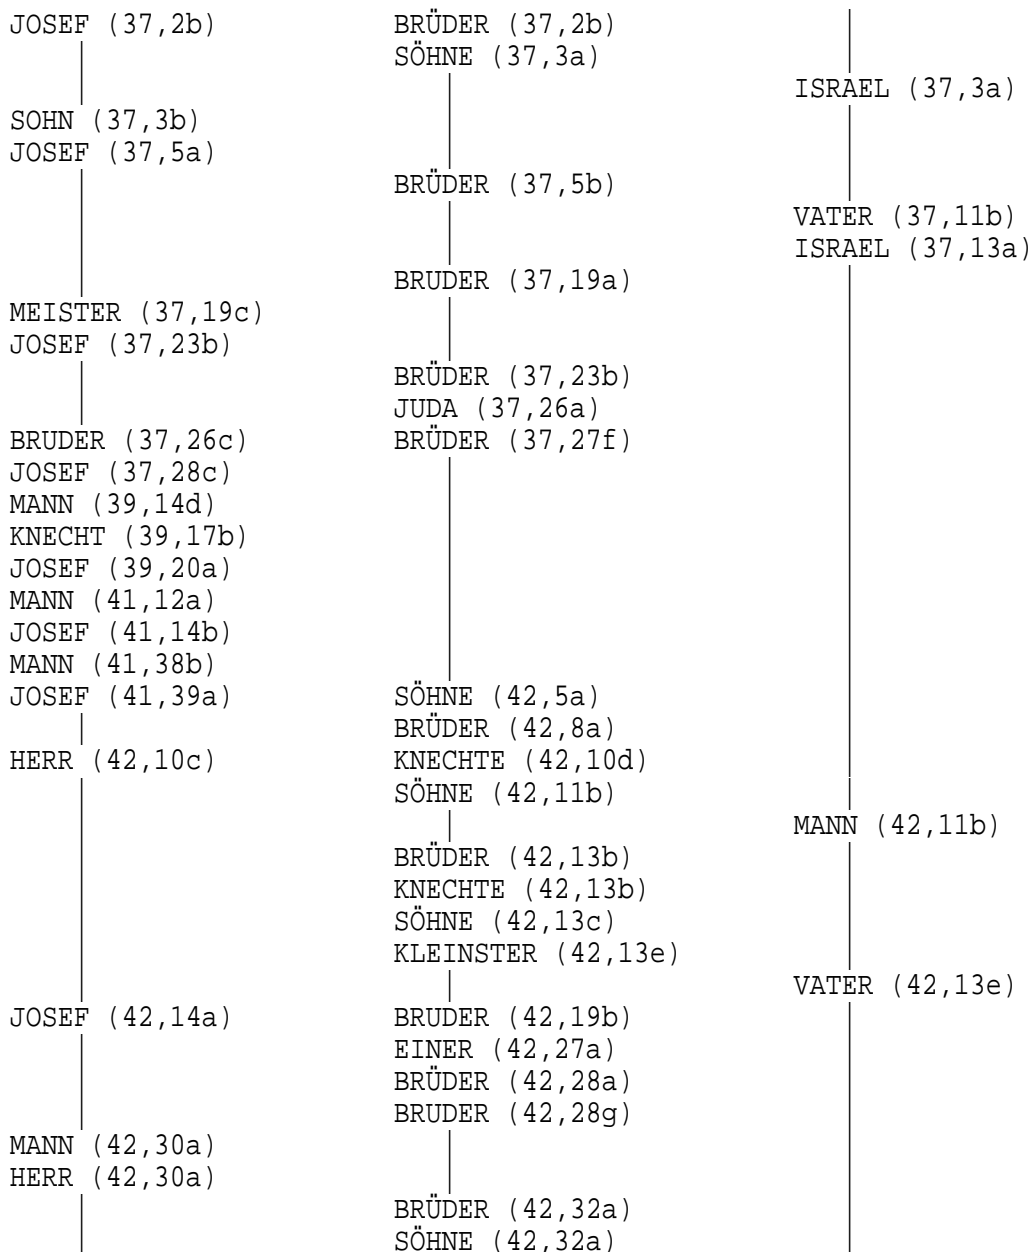 JOSEF (37,2b) BRÜDER (37,2b)
SÖHNE (37,3a)
ISRAEL (37,3a)
SOHN (37,3b)
JOSEF (37,5a)
BRÜDER (37,5b)
VATER (37,11b)
ISRAEL (37,13a)
BRUDER (37,19a)
MEISTER (37,19c)
JOSEF (37,23b)
BRÜDER (37,23b)
JUDA (37,26a)
BRUDER (37,26c) BRÜDER (37,27f)
JOSEF (37,28c)
MANN (39,14d)
KNECHT (39,17b)
JOSEF (39,20a)
MANN (41,12a)
JOSEF (41,14b)
MANN (41,38b)
JOSEF (41,39a) SÖHNE (42,5a)
BRÜDER (42,8a)
HERR (42,10c) KNECHTE (42,10d)
SÖHNE (42,11b)
MANN (42,11b)
BRÜDER (42,13b)
KNECHTE (42,13b)
SÖHNE (42,13c)
KLEINSTER (42,13e)
VATER (42,13e)
JOSEF (42,14a) BRUDER (42,19b)
EINER (42,27a)
BRÜDER (42,28a)
BRUDER (42,28g)
MANN (42,30a)
HERR (42,30a)
BRÜDER (42,32a)
SÖHNE (42,32a)